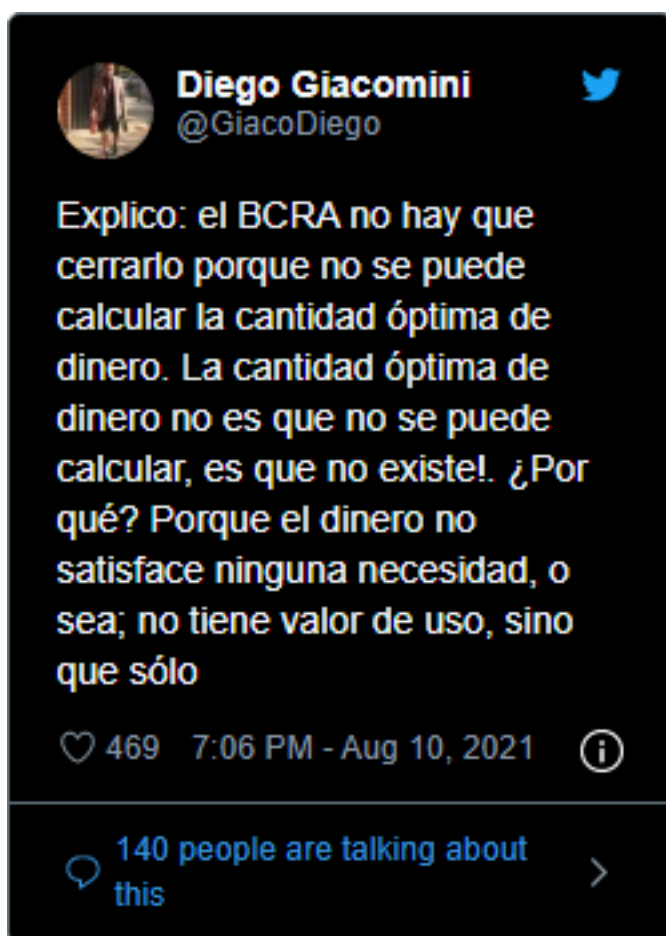 Diego Giacomini
@GiacoDiego
Explico: el BCRA no hay que
cerrarlo porque no se puede
calcular la cantidad óptima de
dinero. La cantidad óptima de
dinero no es que no se puede
calcular, es que no existe!. ¿Por
qué? Porque el dinero no
satisface ninguna necesidad, o
sea; no tiene valor de uso, sino
que sólo
469 7:06 PM - Aug 10, 2021
140 people are talking about
this